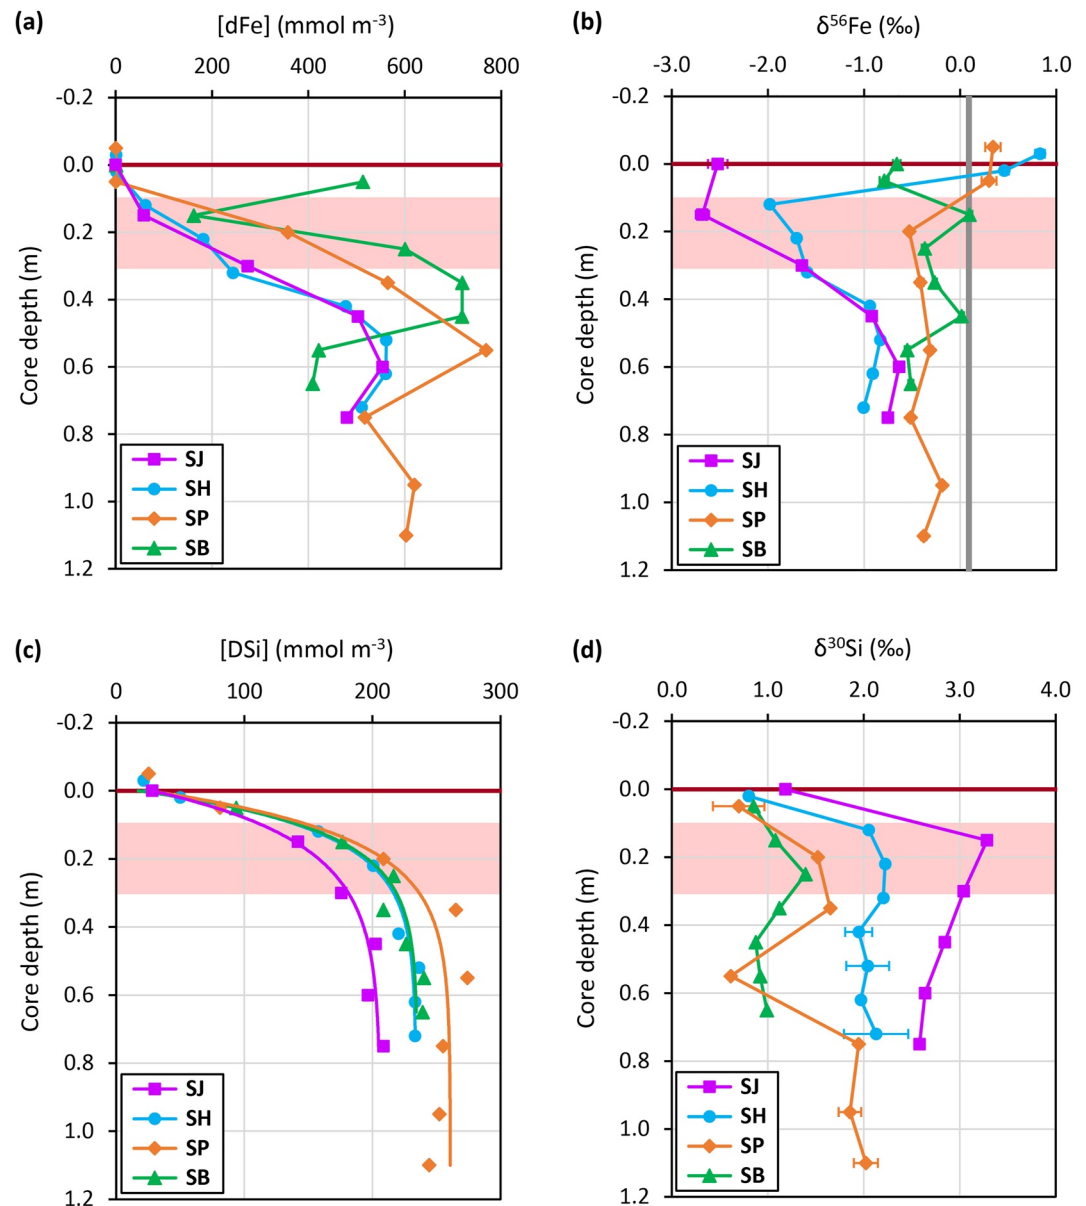 (a)
[dFe] (mmol m⁻³)
0 200 400 600 800
-0.2
0.0
0.2
0.4
0.6
0.8
1.0
1.2
Core depth (m)
SJ
SH
SP
SB
(b)
δ⁵⁶Fe (‰)
-3.0 -2.0 -1.0 0.0 1.0
-0.2
0.0
0.2
0.4
0.6
0.8
1.0
1.2
Core depth (m)
SJ
SH
SP
SB
(c)
[DSi] (mmol m⁻³)
0 100 200 300
-0.2
0.0
0.2
0.4
0.6
0.8
1.0
1.2
Core depth (m)
SJ
SH
SP
SB
(d)
δ³⁰Si (‰)
0.0 1.0 2.0 3.0 4.0
-0.2
0.0
0.2
0.4
0.6
0.8
1.0
1.2
Core depth (m)
SJ
SH
SP
SB